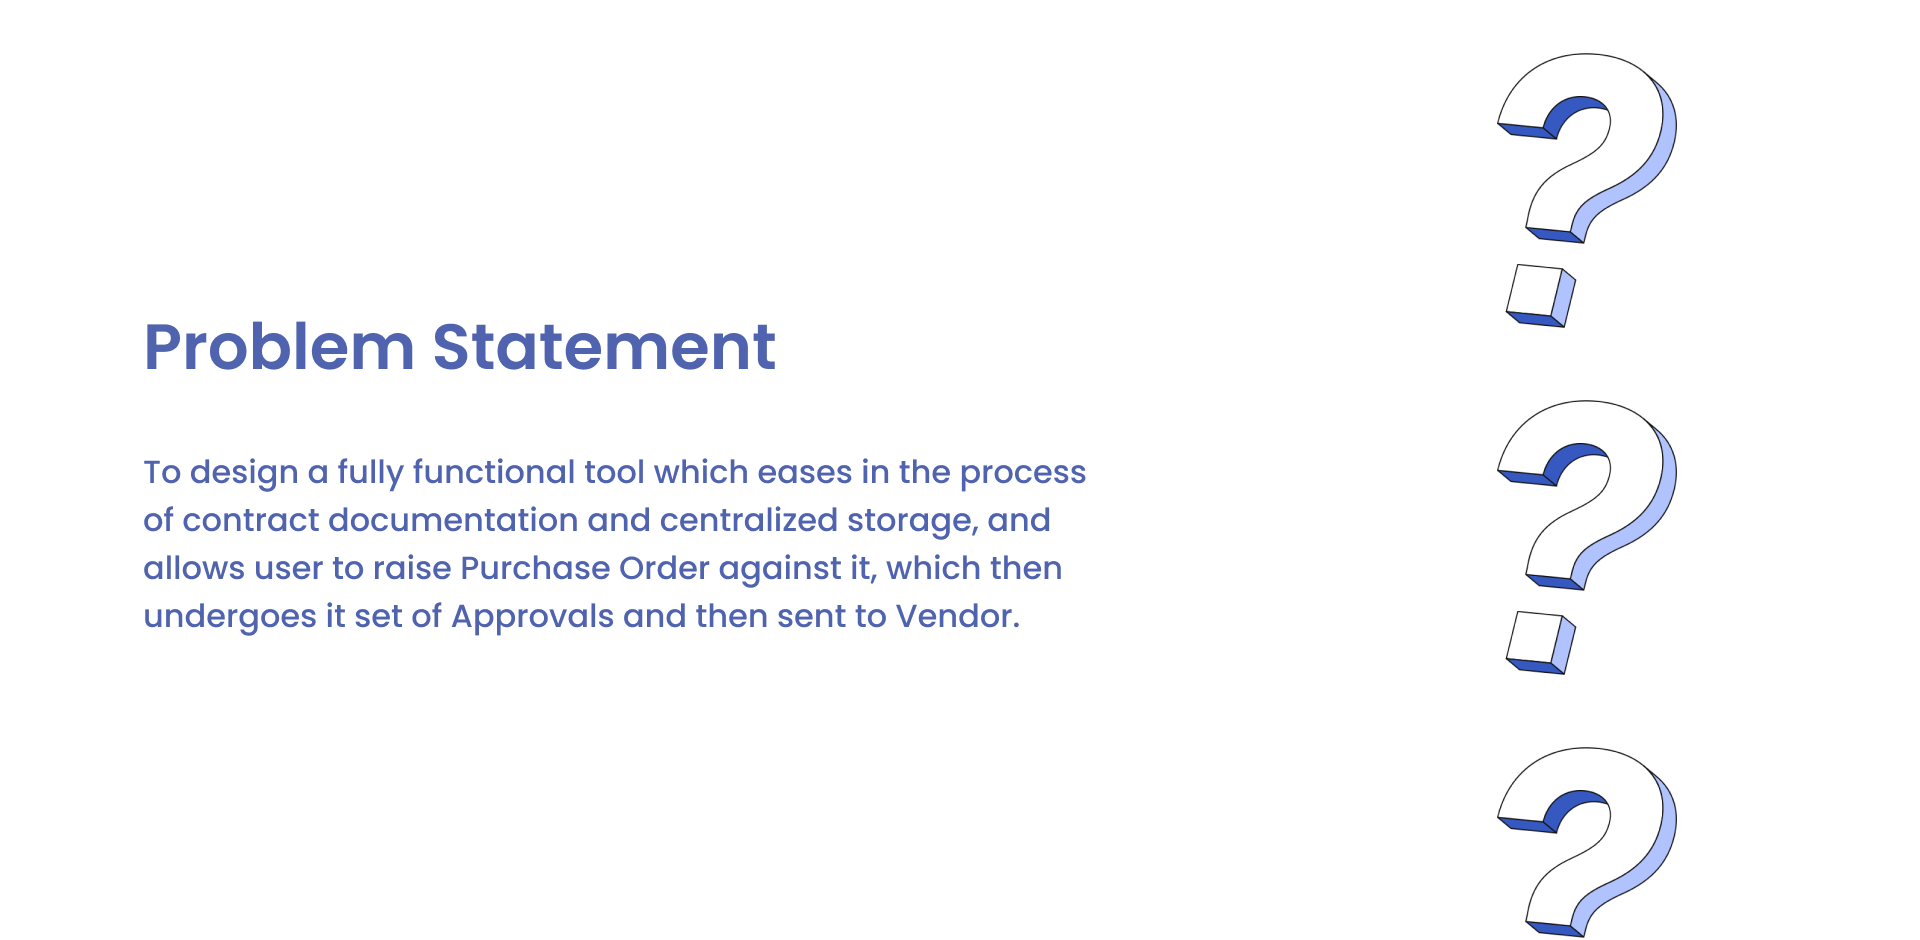 Problem Statement
To design a fully functional tool which eases in the process
of contract documentation and centralized storage, and
allows user to raise Purchase Order against it, which then
undergoes it set of Approvals and then sent to Vendor.
?
?
?